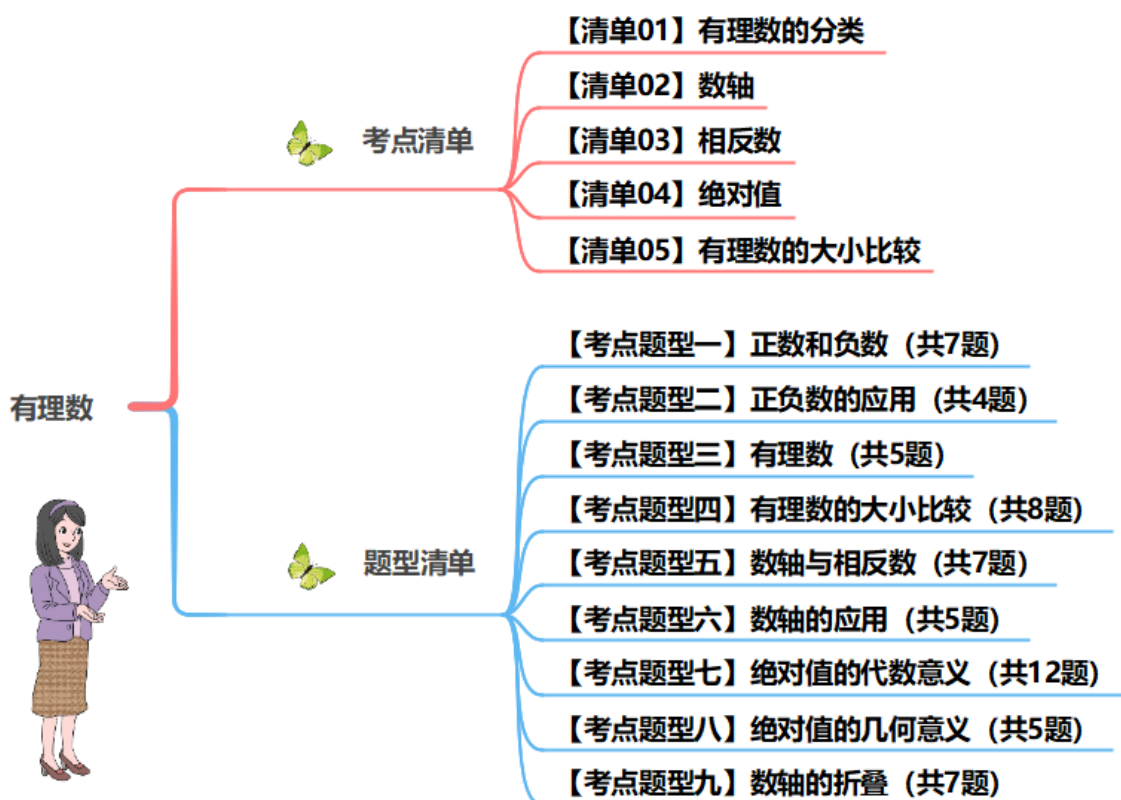 有理数
考点清单
【清单01】有理数的分类
【清单02】数轴
【清单03】相反数
【清单04】绝对值
【清单05】有理数的大小比较
题型清单
【考点题型一】正数和负数（共7题）
【考点题型二】正负数的应用（共4题）
【考点题型三】有理数（共5题）
【考点题型四】有理数的大小比较（共8题）
【考点题型五】数轴与相反数（共7题）
【考点题型六】数轴的应用（共5题）
【考点题型七】绝对值的代数意义（共12题）
【考点题型八】绝对值的几何意义（共5题）
【考点题型九】数轴的折叠（共7题）